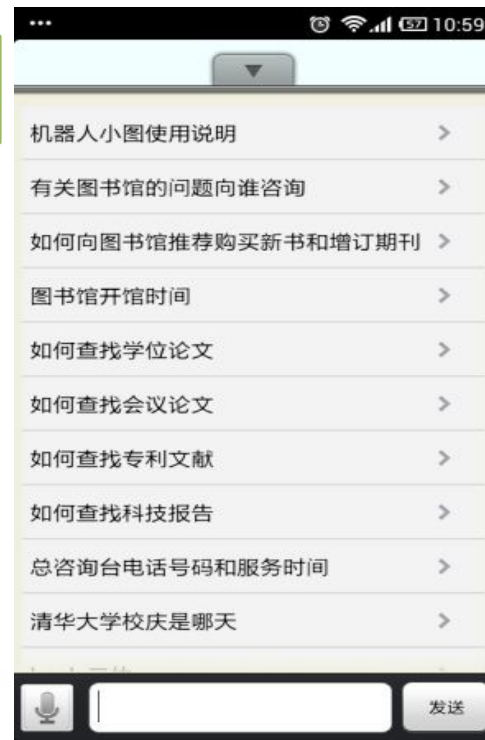 57 10:59
机器人小图使用说明
有关图书馆的问题向谁咨询
如何向图书馆推荐购买新书和增订期刊
图书馆开馆时间
如何查找学位论文
如何查找会议论文
如何查找专利文献
如何查找科技报告
总咨询台电话号码和服务时间
清华大学校庆是哪天
发送